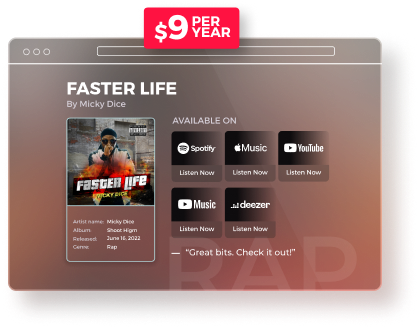 $9 PER
YEAR
FASTER LIFE
By Micky Dice
AVAILABLE ON
Spotify
Music
YouTube
Listen Now
Listen Now
Listen Now
FASTER LIFE
MICKY DICE
Music
deezer
Listen Now
Listen Now
Artist name: Micky Dice
Album: Shoot Higm
Released: June 16, 2022
Genre: Rap
— “Great bits. Check it out!”
RAP